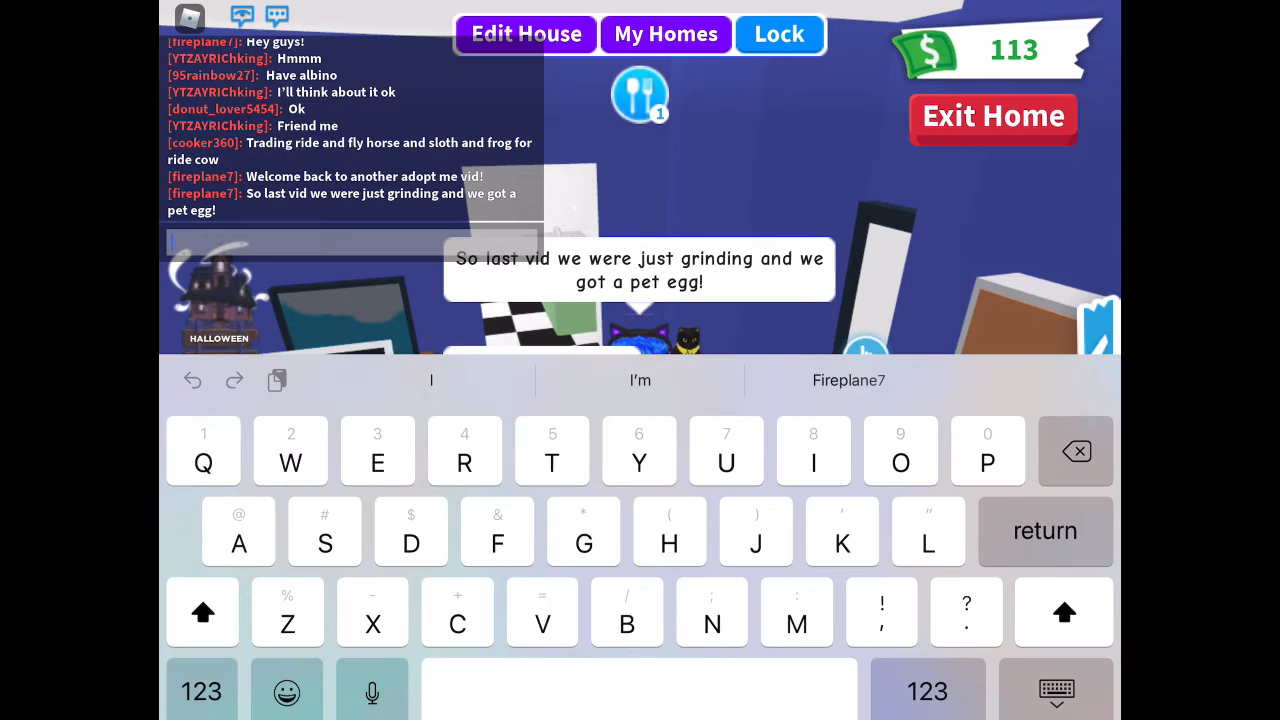 Edit House
My Homes
Lock
113
Exit Home
1
[fireplane7]: Hey guys!
[YTZAYRIChking]: Hmmm
[95rainbow27]: Have albino
[YTZAYRIChking]: I'll think about it ok
[donut_lover5454]: Ok
[YTZAYRIChking]: Friend me
[cooker360]: Trading ride and fly horse and sloth and frog for
ride cow
[fireplane7]: Welcome back to another adopt me vid!
[fireplane7]: So last vid we were just grinding and we got a
pet egg!
So last vid we were just grinding and we
got a pet egg!
HALLOWEEN
I
I'm
Fireplane7
1 2 3 4 5 6 7 8 9 0
Q W E R T Y U I O P
@ # $ & * ( ) ' "
A S D F G H J K L return
% - + = / ; : ! ?
Z X C V B N M , .
123 123